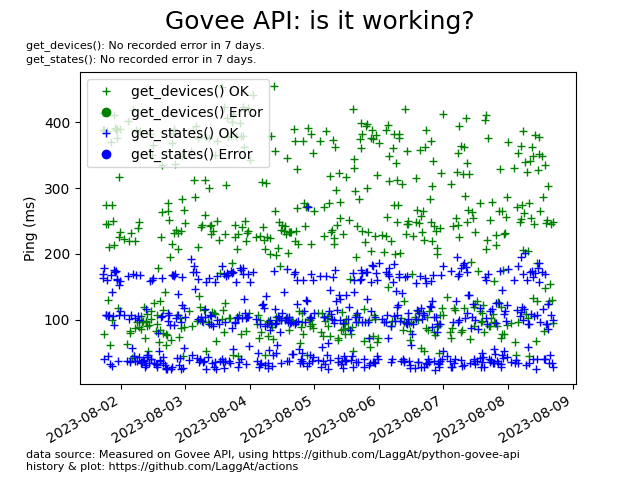 Govee API: is it working?
get_devices(): No recorded error in 7 days.
get_states(): No recorded error in 7 days.
get_devices() OK
get_devices() Error
get_states() OK
get_states() Error
Ping (ms)
400
300
200
100
2023-08-02
2023-08-03
2023-08-04
2023-08-05
2023-08-06
2023-08-07
2023-08-08
2023-08-09
data source: Measured on Govee API, using https://github.com/LaggAt/python-govee-api
history & plot: https://github.com/LaggAt/actions